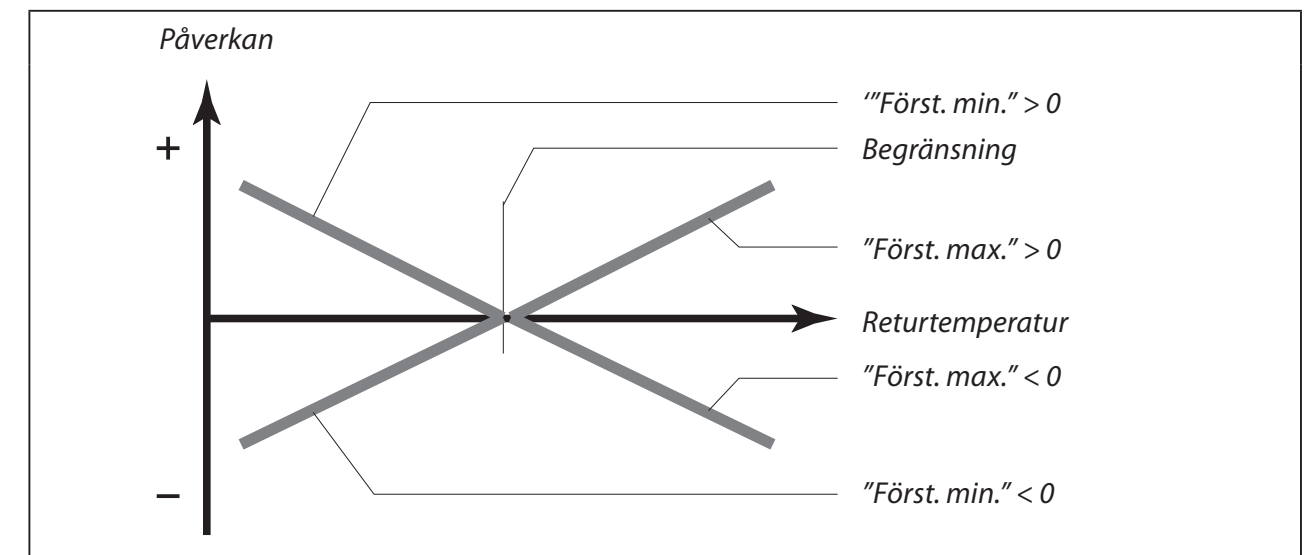 Påverkan
‘”Först. min.” > 0
+
Begränsning
”Först. max.” > 0
Returtemperatur
”Först. max.” < 0
”Först. min.” < 0
–